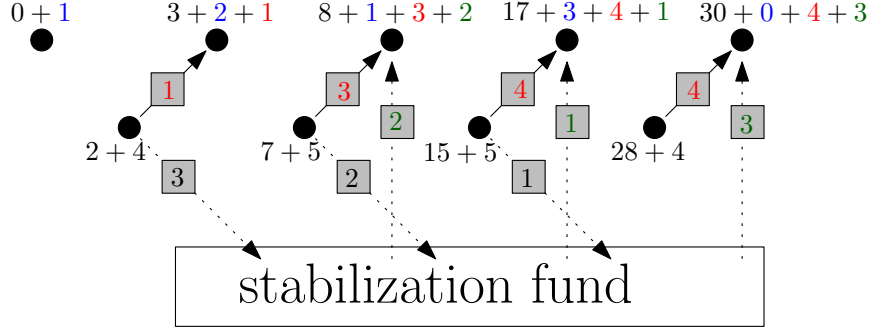 0 + 1
3 + 2 + 1
8 + 1 + 3 + 2
17 + 3 + 4 + 1
30 + 0 + 4 + 3
1
3
4
4
2
1
3
2 + 4
7 + 5
15 + 5
28 + 4
3
2
1
stabilization fund